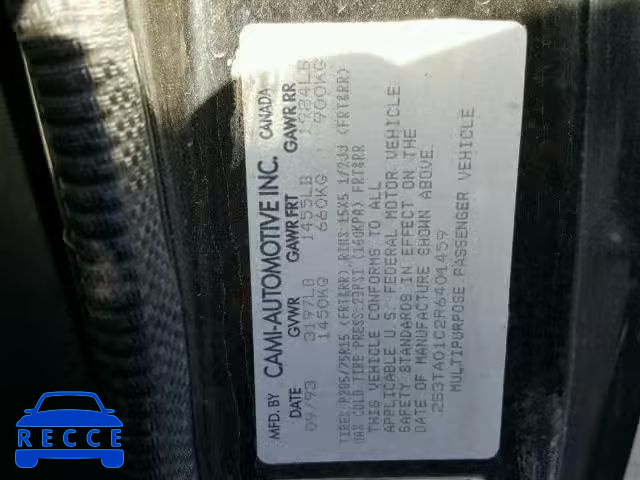 MFD. BY CAMI-AUTOMOTIVE INC. CANADA
DATE GVWR GAWR FRT GAWR RR
09/93 3197LB 1455LB 1984LB
1450KG 660KG 900KG
TIRES:P205/75R15 (FRT&RR) RIMS:15X5 1/2JJ (FRT&RR)
MAX COLD TIRE PRESS:23PSI (160KPA) FRT&RR
THIS VEHICLE CONFORMS TO ALL
APPLICABLE U.S. FEDERAL MOTOR VEHICLE
SAFETY STANDARDS IN EFFECT ON THE
DATE OF MANUFACTURE SHOWN ABOVE.
2S3TA01C2R6401459
MULTIPURPOSE PASSENGER VEHICLE
RECCE